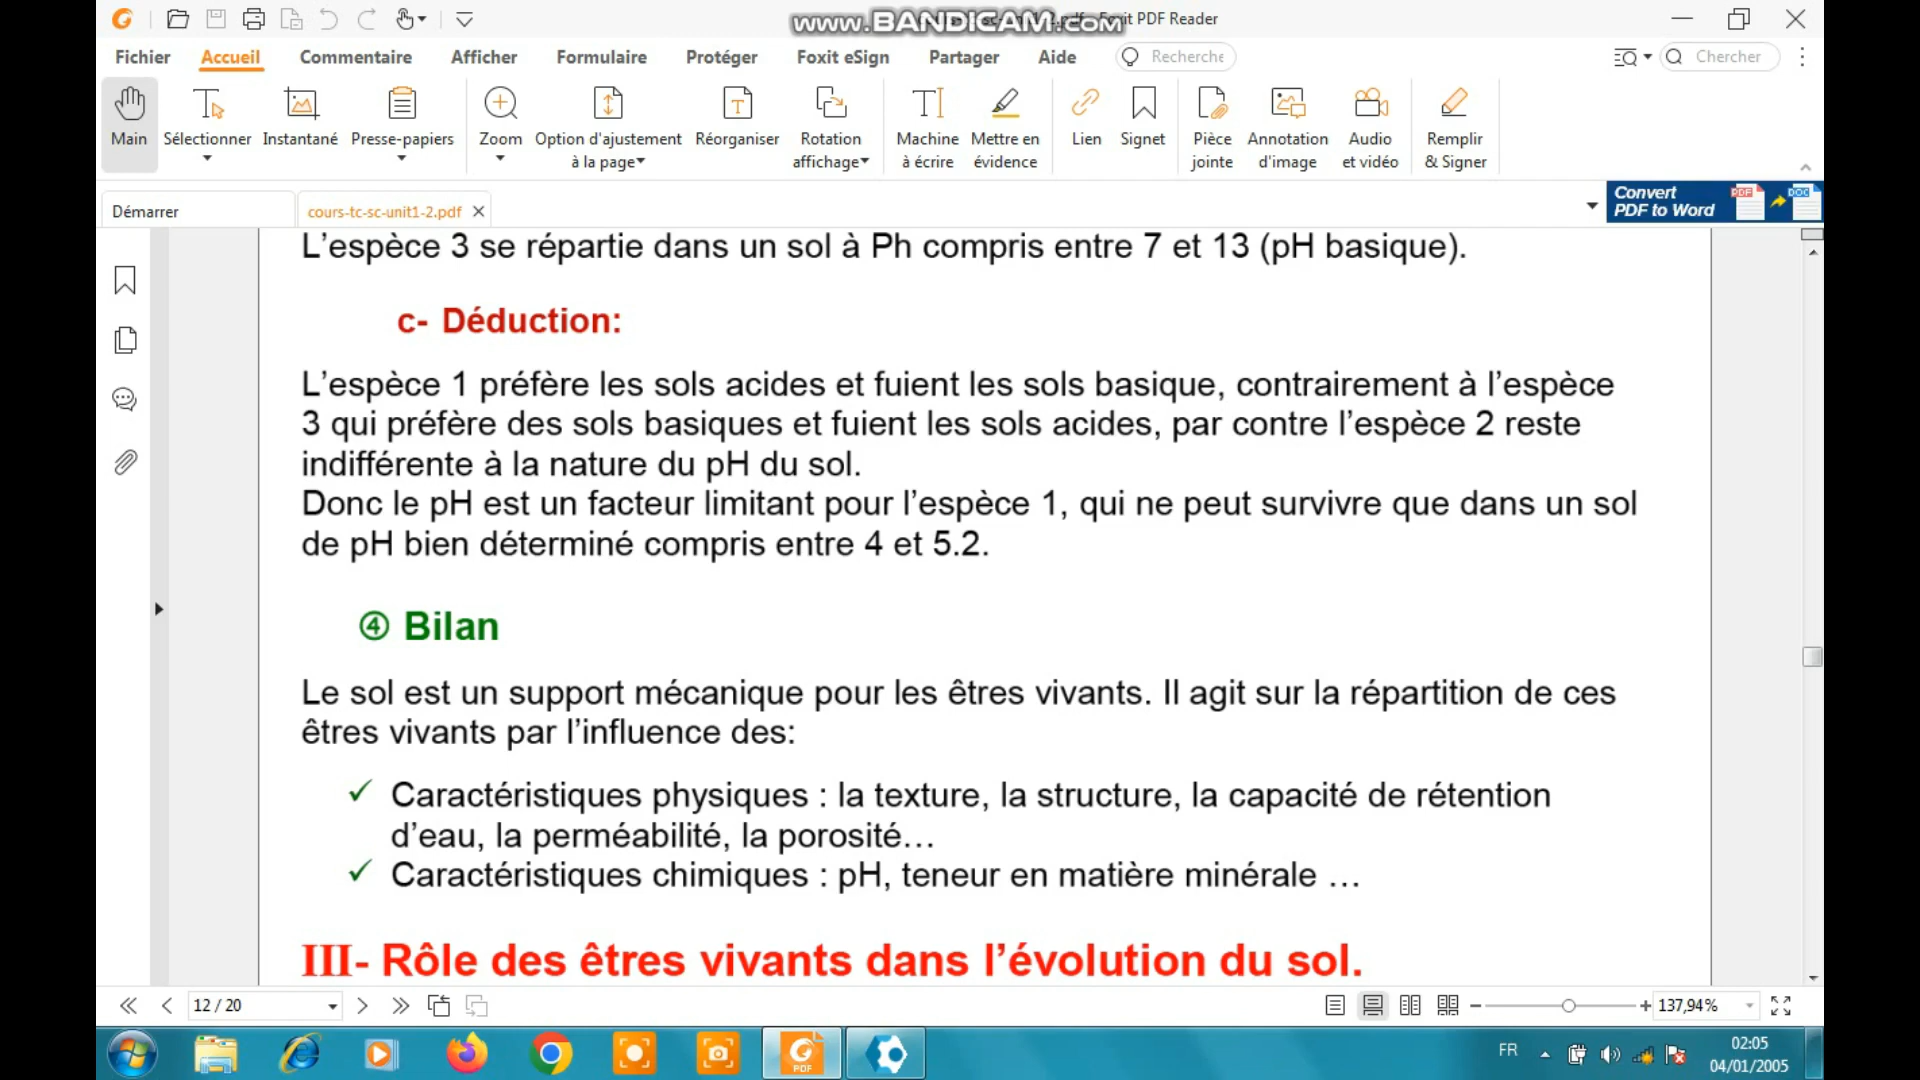 www.BANDICAM.com Foxit PDF Reader
Fichier Accueil Commentaire Afficher Formulaire Protéger Foxit eSign Partager Aide Recherche Chercher
Main Sélectionner Instantané Presse-papiers Zoom Option d'ajustement Réorganiser Rotation Machine Mettre en Lien Signet Pièce Annotation Audio Remplir
à la page affichage à écrire évidence jointe d'image et vidéo & Signer
Convert
PDF to Word PDF DOC
Démarrer cours-tc-sc-unit1-2.pdf
L'espèce 3 se répartie dans un sol à Ph compris entre 7 et 13 (pH basique).
c- Déduction:
L'espèce 1 préfère les sols acides et fuient les sols basique, contrairement à l'espèce
3 qui préfère des sols basiques et fuient les sols acides, par contre l'espèce 2 reste
indifférente à la nature du pH du sol.
Donc le pH est un facteur limitant pour l'espèce 1, qui ne peut survivre que dans un sol
de pH bien déterminé compris entre 4 et 5.2.
④ Bilan
Le sol est un support mécanique pour les êtres vivants. Il agit sur la répartition de ces
êtres vivants par l'influence des:
✓ Caractéristiques physiques : la texture, la structure, la capacité de rétention
d'eau, la perméabilité, la porosité…
✓ Caractéristiques chimiques : pH, teneur en matière minérale …
III- Rôle des êtres vivants dans l'évolution du sol.
12 / 20 137,94%
FR 02:05
04/01/2005